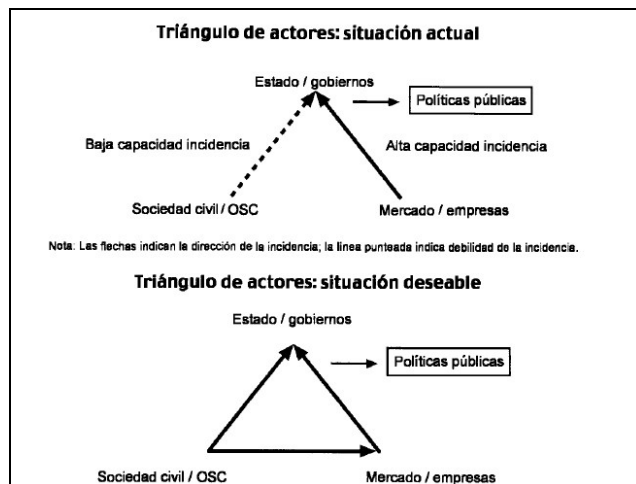 Triángulo de actores: situación actual
Estado / gobiernos
Políticas públicas
Baja capacidad incidencia
Alta capacidad incidencia
Sociedad civil / OSC
Mercado / empresas
Nota: Las flechas indican la dirección de la incidencia; la línea punteada indica debilidad de la incidencia.
Triángulo de actores: situación deseable
Estado / gobiernos
Políticas públicas
Sociedad civil / OSC
Mercado / empresas